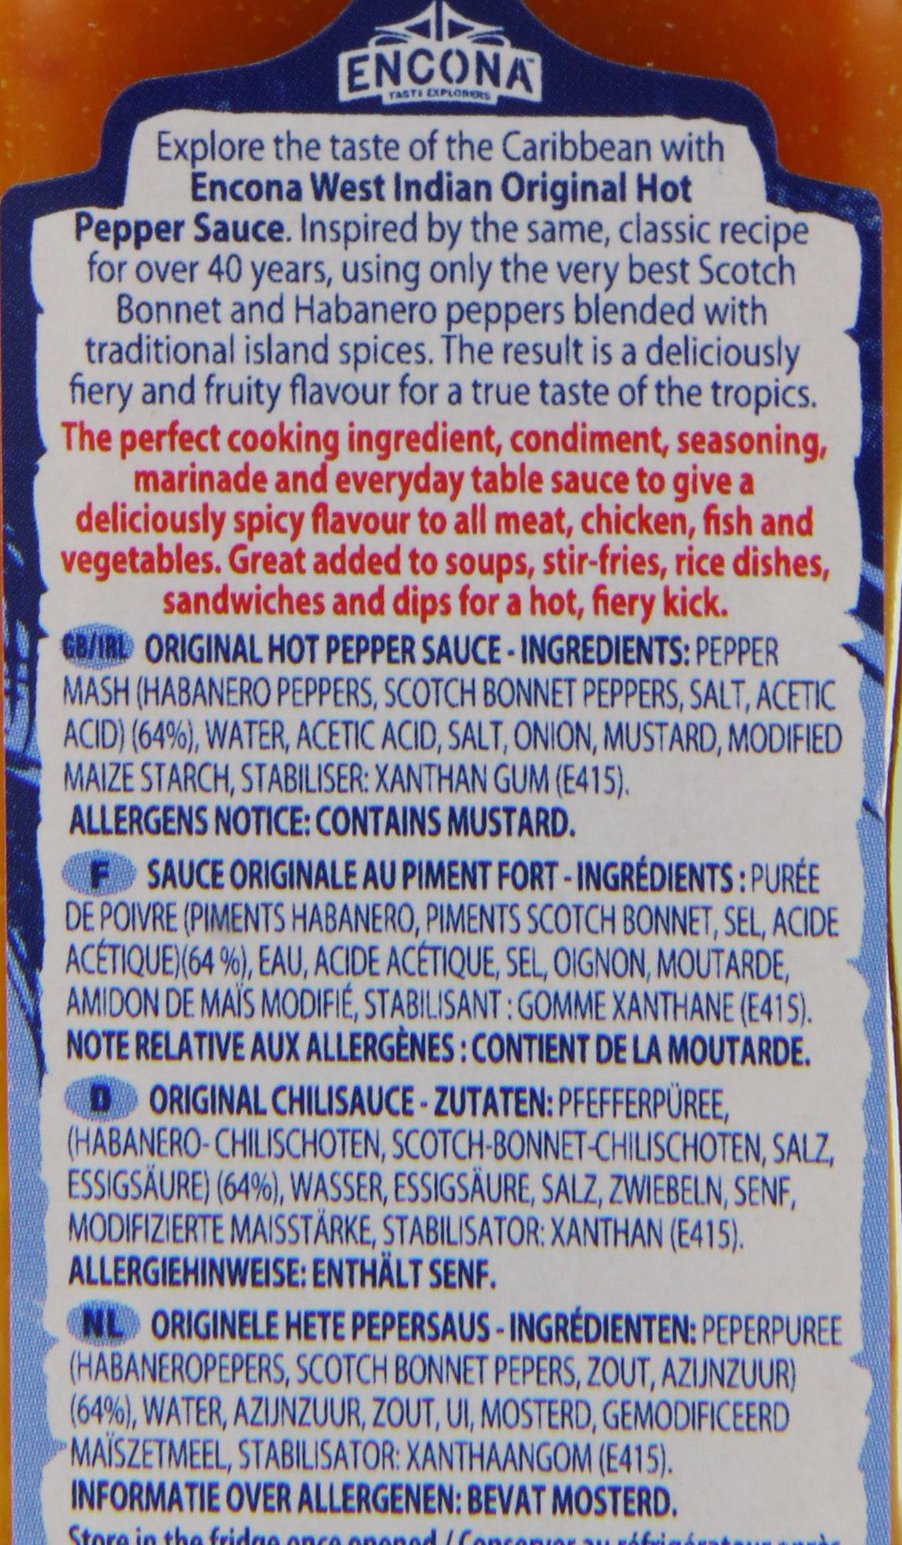 ENCONA™
TASTE EXPLORERS
Explore the taste of the Caribbean with
Encona West Indian Original Hot
Pepper Sauce. Inspired by the same, classic recipe
for over 40 years, using only the very best Scotch
Bonnet and Habanero peppers blended with
traditional island spices. The result is a deliciously
fiery and fruity flavour for a true taste of the tropics.
The perfect cooking ingredient, condiment, seasoning,
marinade and everyday table sauce to give a
deliciously spicy flavour to all meat, chicken, fish and
vegetables. Great added to soups, stir-fries, rice dishes,
sandwiches and dips for a hot, fiery kick.
GB/IRL ORIGINAL HOT PEPPER SAUCE - INGREDIENTS: PEPPER
MASH (HABANERO PEPPERS, SCOTCH BONNET PEPPERS, SALT, ACETIC
ACID) (64%), WATER, ACETIC ACID, SALT, ONION, MUSTARD, MODIFIED
MAIZE STARCH, STABILISER: XANTHAN GUM (E415).
ALLERGENS NOTICE: CONTAINS MUSTARD.
F SAUCE ORIGINALE AU PIMENT FORT - INGRÉDIENTS : PURÉE
DE POIVRE (PIMENTS HABANERO, PIMENTS SCOTCH BONNET, SEL, ACIDE
ACÉTIQUE)(64 %), EAU, ACIDE ACÉTIQUE, SEL, OIGNON, MOUTARDE,
AMIDON DE MAÏS MODIFIÉ, STABILISANT : GOMME XANTHANE (E415).
NOTE RELATIVE AUX ALLERGÈNES : CONTIENT DE LA MOUTARDE.
D ORIGINAL CHILISAUCE - ZUTATEN: PFEFFERPÜREE,
(HABANERO- CHILISCHOTEN, SCOTCH-BONNET-CHILISCHOTEN, SALZ,
ESSIGSÄURE) (64%), WASSER, ESSIGSÄURE, SALZ, ZWIEBELN, SENF,
MODIFIZIERTE MAISSTÄRKE, STABILISATOR: XANTHAN (E415).
ALLERGIEHINWEISE: ENTHÄLT SENF.
NL ORIGINELE HETE PEPERSAUS - INGRÉDIENTEN: PEPERPUREE
(HABANEROPEPERS, SCOTCH BONNET PEPERS, ZOUT, AZIJNZUUR)
(64%), WATER, AZIJNZUUR, ZOUT, UI, MOSTERD, GEMODIFICEERD
MAÏSZETMEEL, STABILISATOR: XANTHAANGOM (E415).
INFORMATIE OVER ALLERGENEN: BEVAT MOSTERD.
Store in the fridge once opened / Conserver au réfrigérateur après